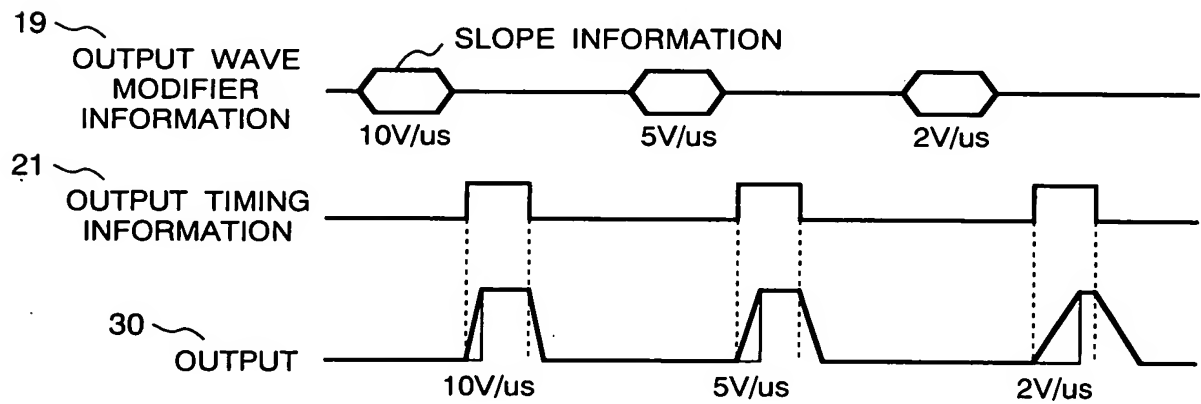 19
OUTPUT WAVE
MODIFIER
INFORMATION
SLOPE INFORMATION
10V/us
5V/us
2V/us
21
OUTPUT TIMING
INFORMATION
30
OUTPUT
10V/us
5V/us
2V/us